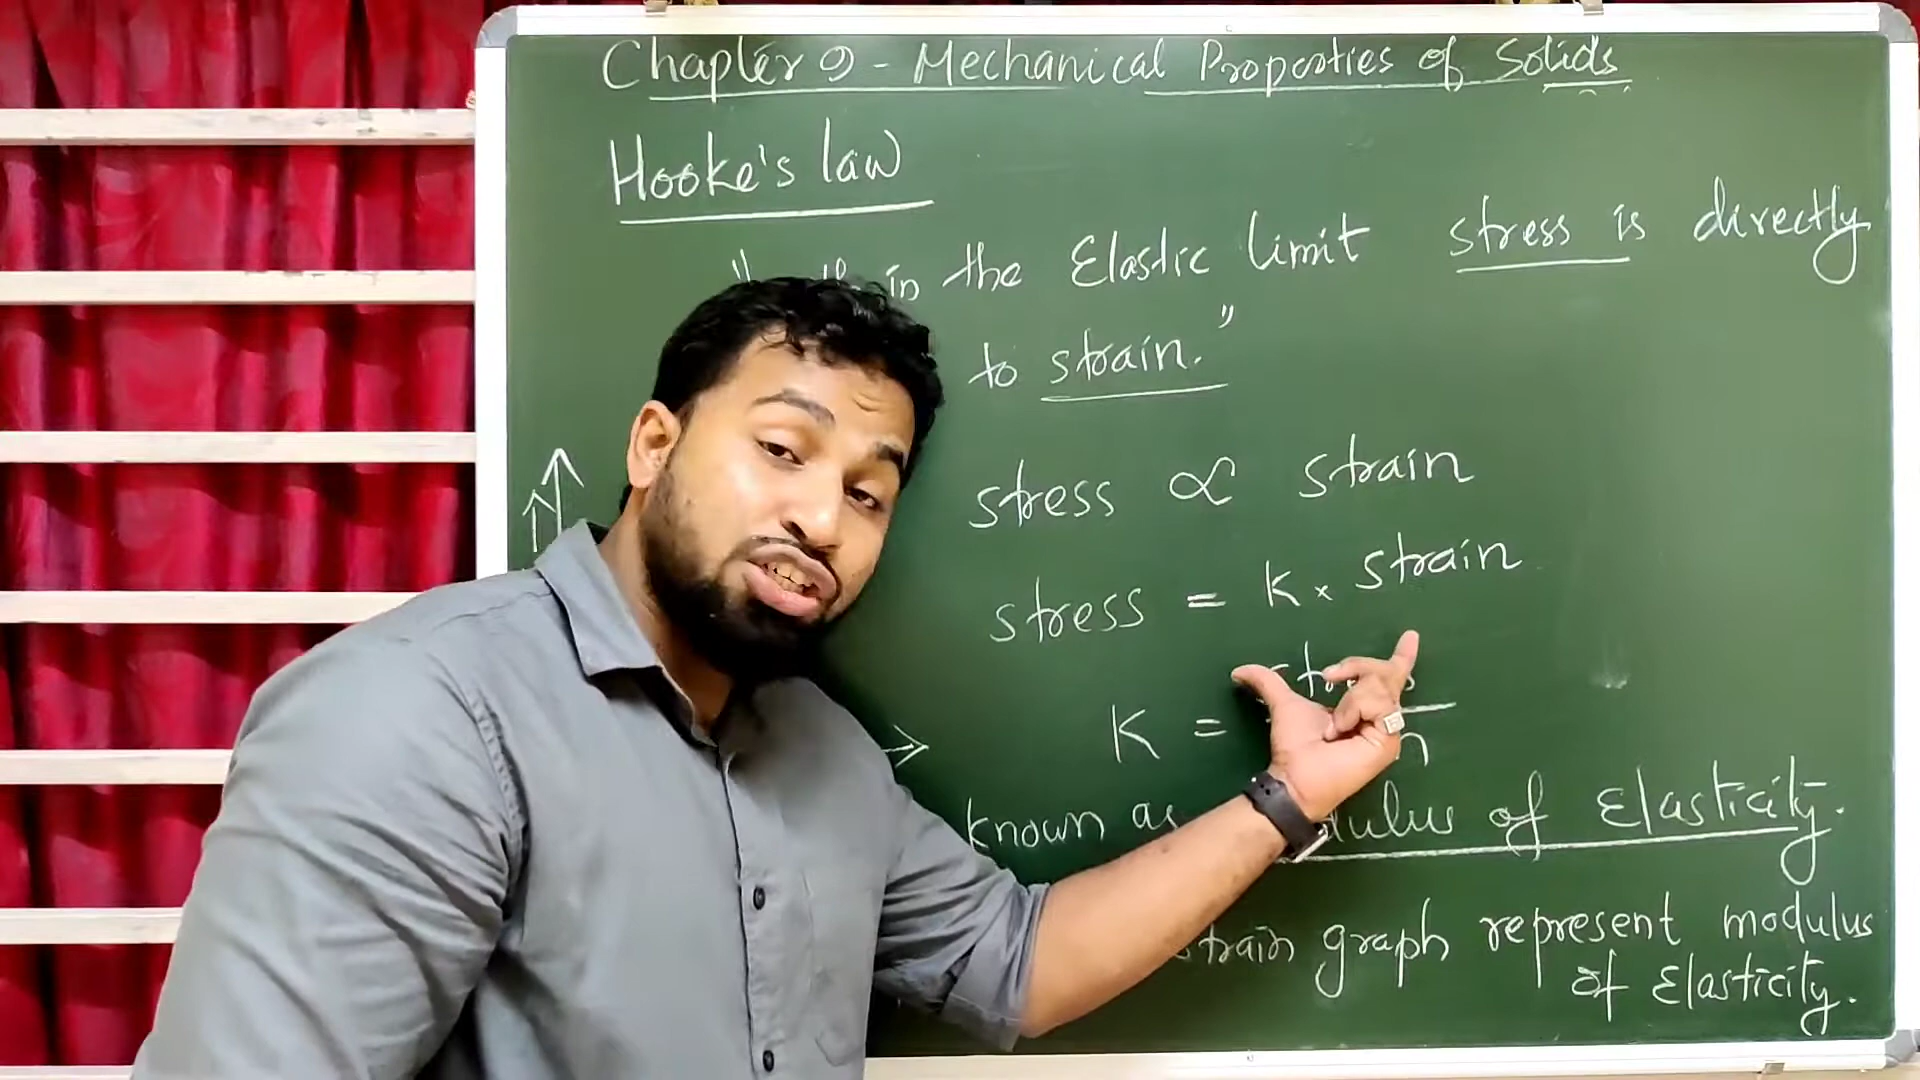 Chapter 9 - Mechanical Properties of Solids
Hooke's law
in the Elastic limit stress is directly
to strain."
stress ∝ strain
stress = K × strain
K =
known as of Elasticity.
strain graph represent modulus
of Elasticity.